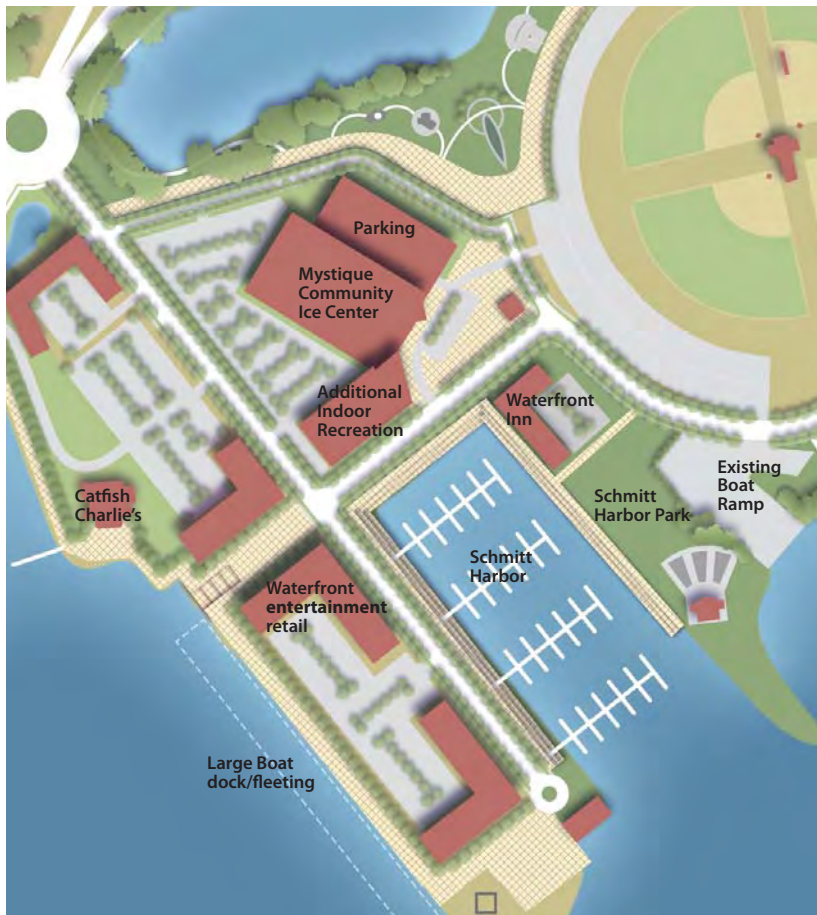 Parking
Mystique
Community
Ice Center
Additional
Indoor
Recreation
Waterfront
Inn
Existing
Boat
Ramp
Catfish
Charlie's
Schmitt
Harbor Park
Schmitt
Harbor
Waterfront
entertainment
retail
Large Boat
dock/fleeting